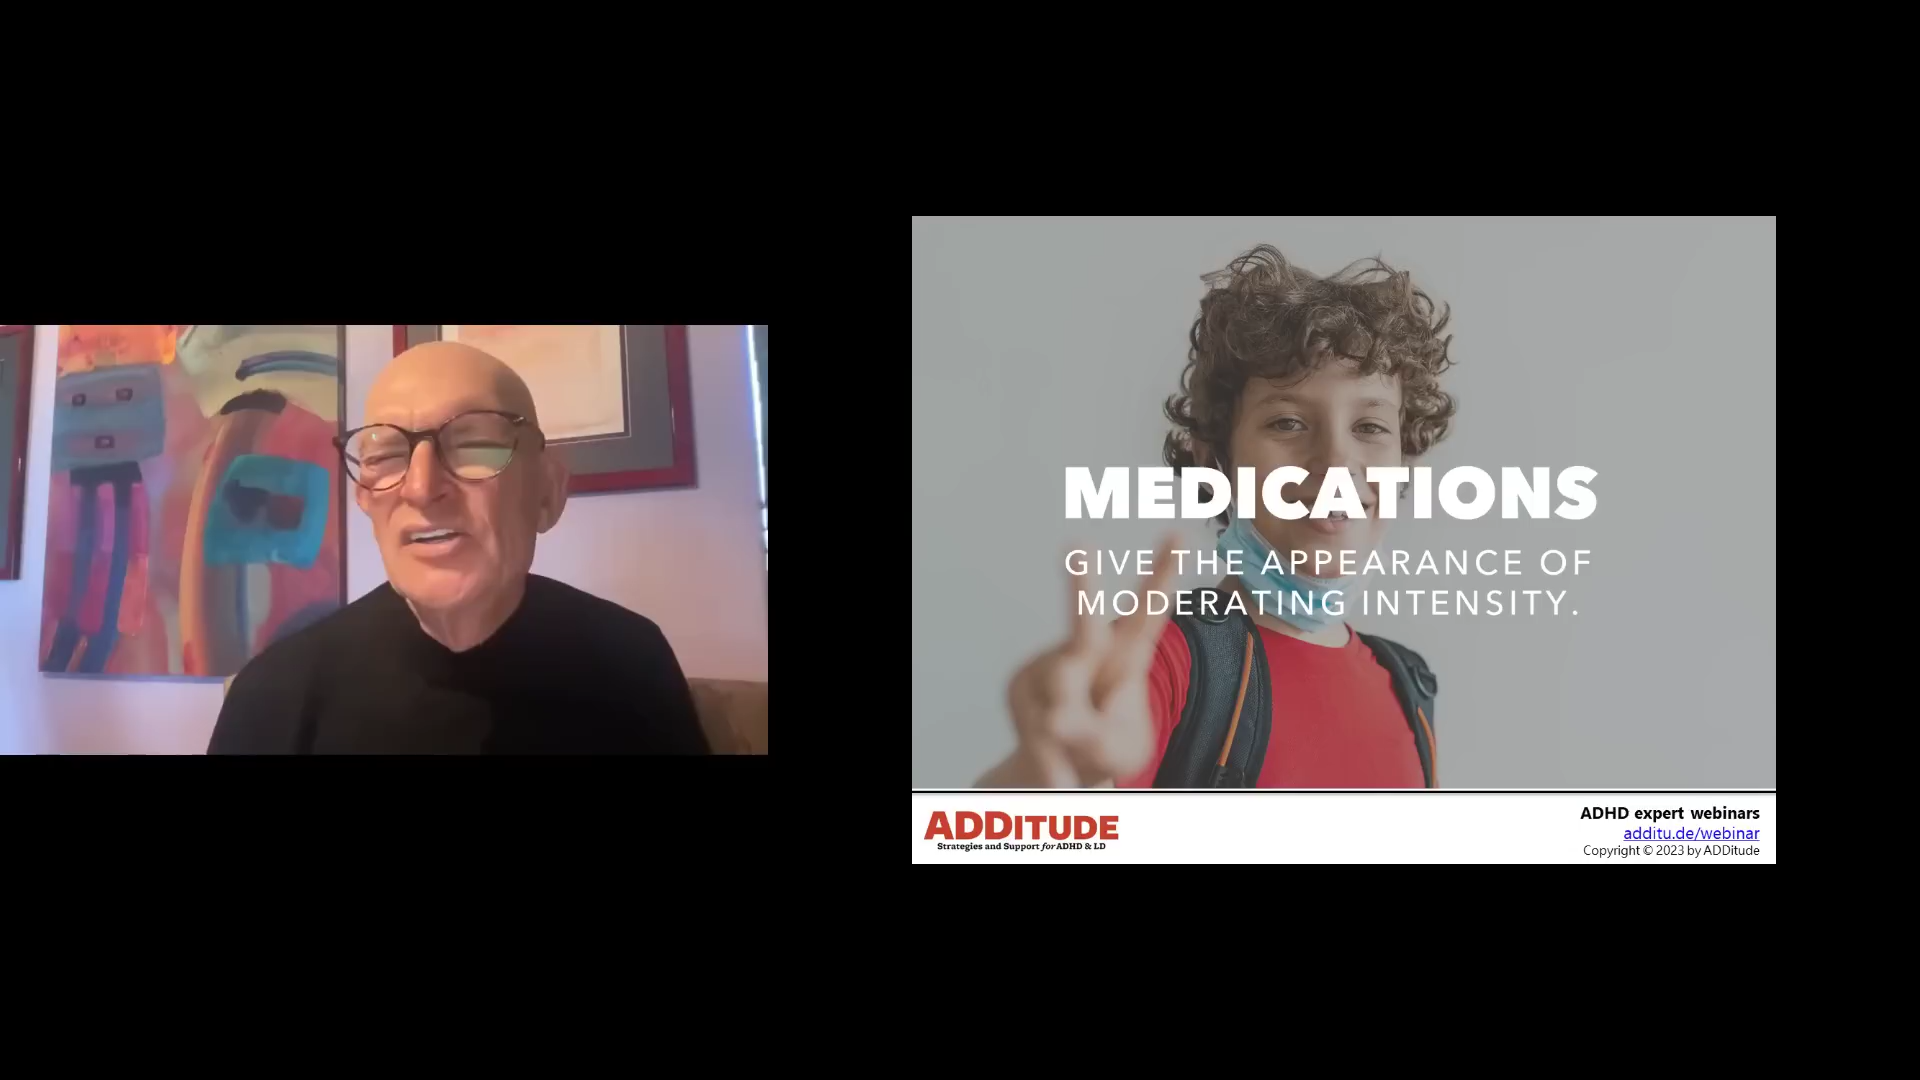 MEDICATIONS
GIVE THE APPEARANCE OF
MODERATING INTENSITY.
ADDITUDE
Strategies and Support for ADHD & LD
ADHD expert webinars
additu.de/webinar
Copyright © 2023 by ADDitude